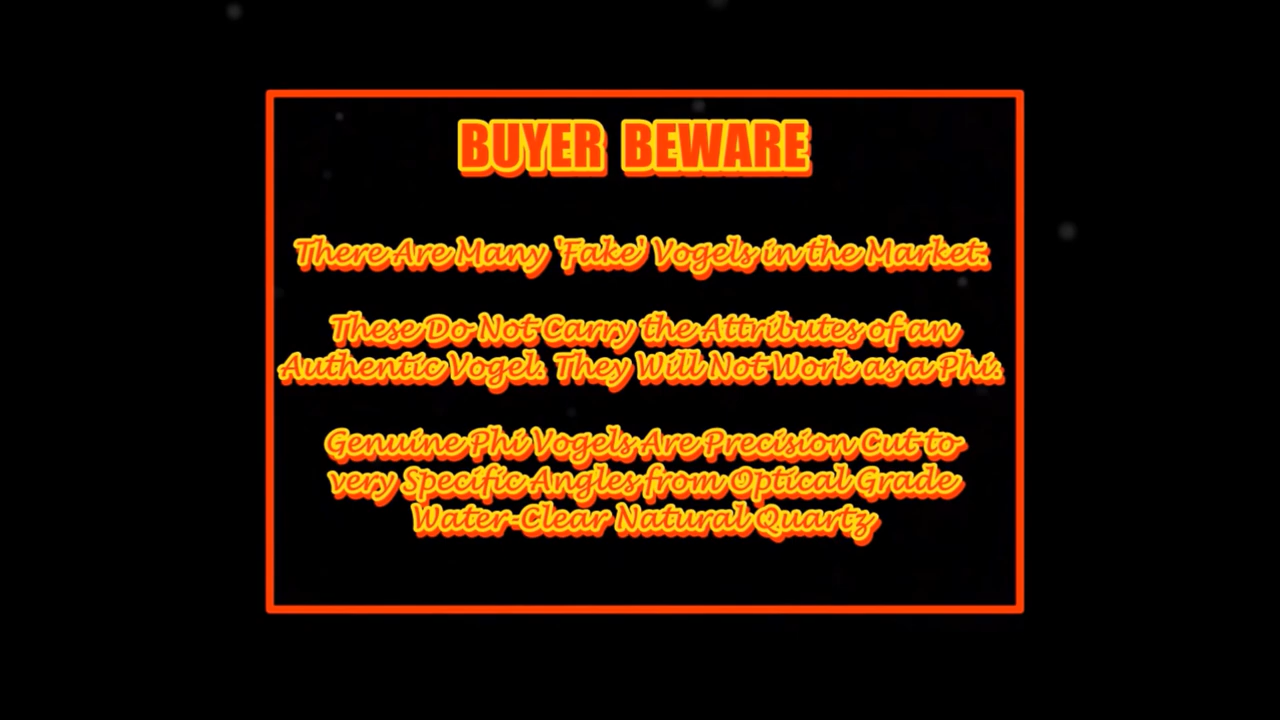 BUYER BEWARE
There Are Many 'Fake' Vogels in the Market.
These Do Not Carry the Attributes of an
Authentic Vogel. They Will Not Work as a Phi.
Genuine Phi Vogels Are Precision Cut to
very Specific Angles from Optical Grade
Water-Clear Natural Quartz